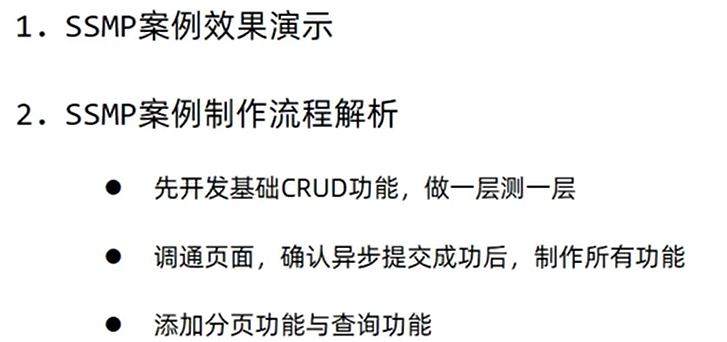 1. SSMP案例效果演示
2. SSMP案例制作流程解析
● 先开发基础CRUD功能，做一层测一层
● 调通页面，确认异步提交成功后，制作所有功能
● 添加分页功能与查询功能